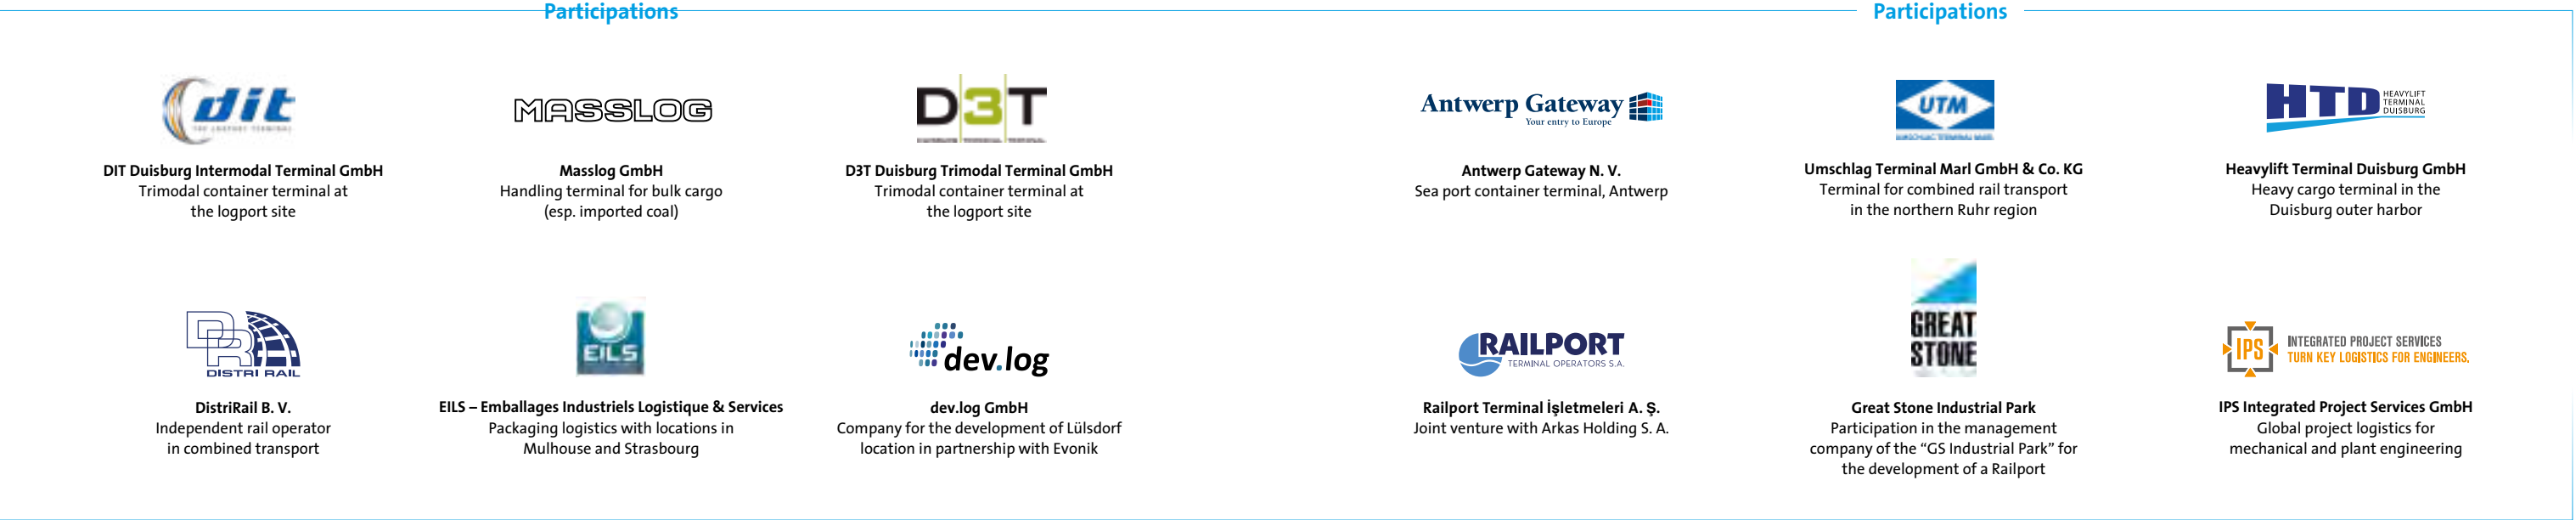 Participations
Participations
dit
MASSLOG
D3T
Antwerp Gateway
Your entry to Europe
UTM
HTD
HEAVYLIFT
TERMINAL
DUISBURG
DIT Duisburg Intermodal Terminal GmbH
Trimodal container terminal at
the logport site
Masslog GmbH
Handling terminal for bulk cargo
(esp. imported coal)
D3T Duisburg Trimodal Terminal GmbH
Trimodal container terminal at
the logport site
Antwerp Gateway N. V.
Sea port container terminal, Antwerp
Umschlag Terminal Marl GmbH & Co. KG
Terminal for combined rail transport
in the northern Ruhr region
Heavylift Terminal Duisburg GmbH
Heavy cargo terminal in the
Duisburg outer harbor
DR
DISTRI RAIL
EILS
dev.log
RAILPORT
TERMINAL OPERATORS S.A.
GREAT
STONE
IPS
INTEGRATED PROJECT SERVICES
TURN KEY LOGISTICS FOR ENGINEERS.
DistriRail B. V.
Independent rail operator
in combined transport
EILS – Emballages Industriels Logistique & Services
Packaging logistics with locations in
Mulhouse and Strasbourg
dev.log GmbH
Company for the development of Lülsdorf
location in partnership with Evonik
Railport Terminal İşletmeleri A. Ş.
Joint venture with Arkas Holding S. A.
Great Stone Industrial Park
Participation in the management
company of the “GS Industrial Park” for
the development of a Railport
IPS Integrated Project Services GmbH
Global project logistics for
mechanical and plant engineering